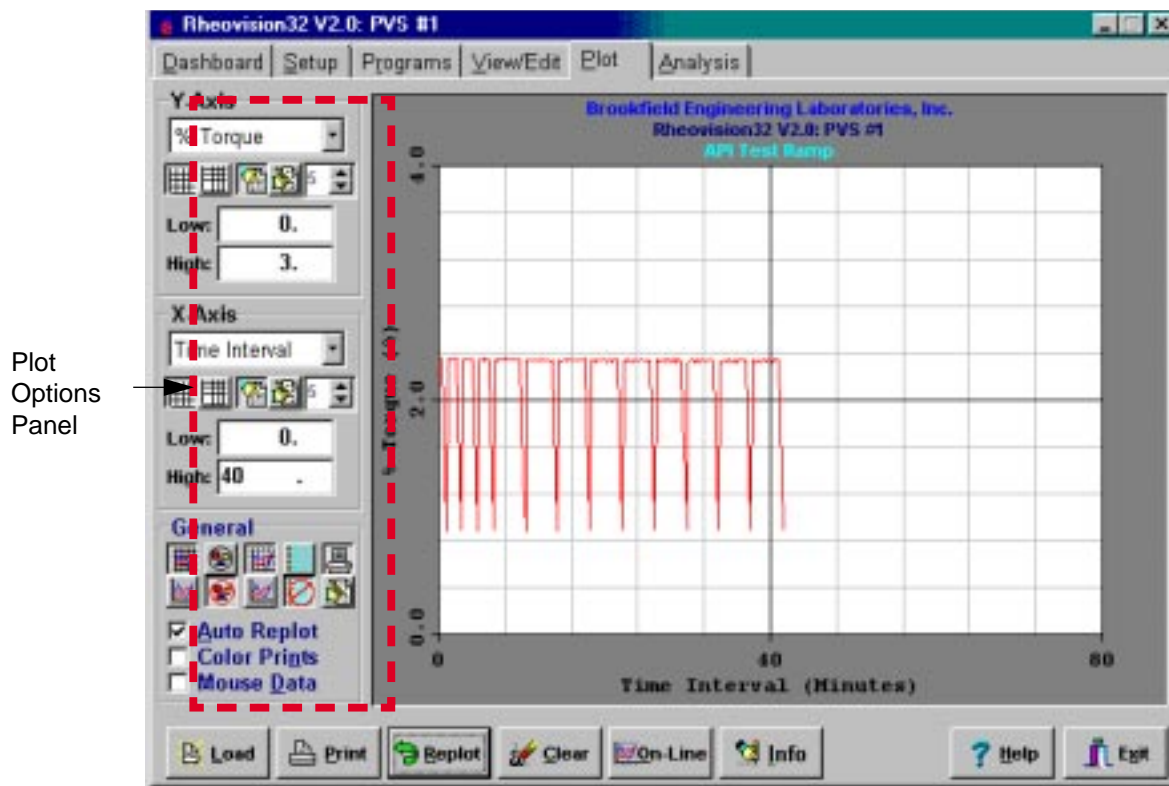 Rheovision32 V2.0: PVS #1
Dashboard Setup Programs View/Edit Plot Analysis
Y-Axis
% Torque
5
Low: 0.
High: 3.
X-Axis
Time Interval
5
Low: 0.
High: 40 .
General
Auto Replot
Color Prints
Mouse Data
Plot
Options
Panel
Brookfield Engineering Laboratories, Inc.
Rheovision32 V2.0: PVS #1
API Test Ramp
4.0
2.0
0.0
% Torque (%)
0 40 80
Time Interval (Minutes)
Load Print Replot Clear On-Line Info Help Exit